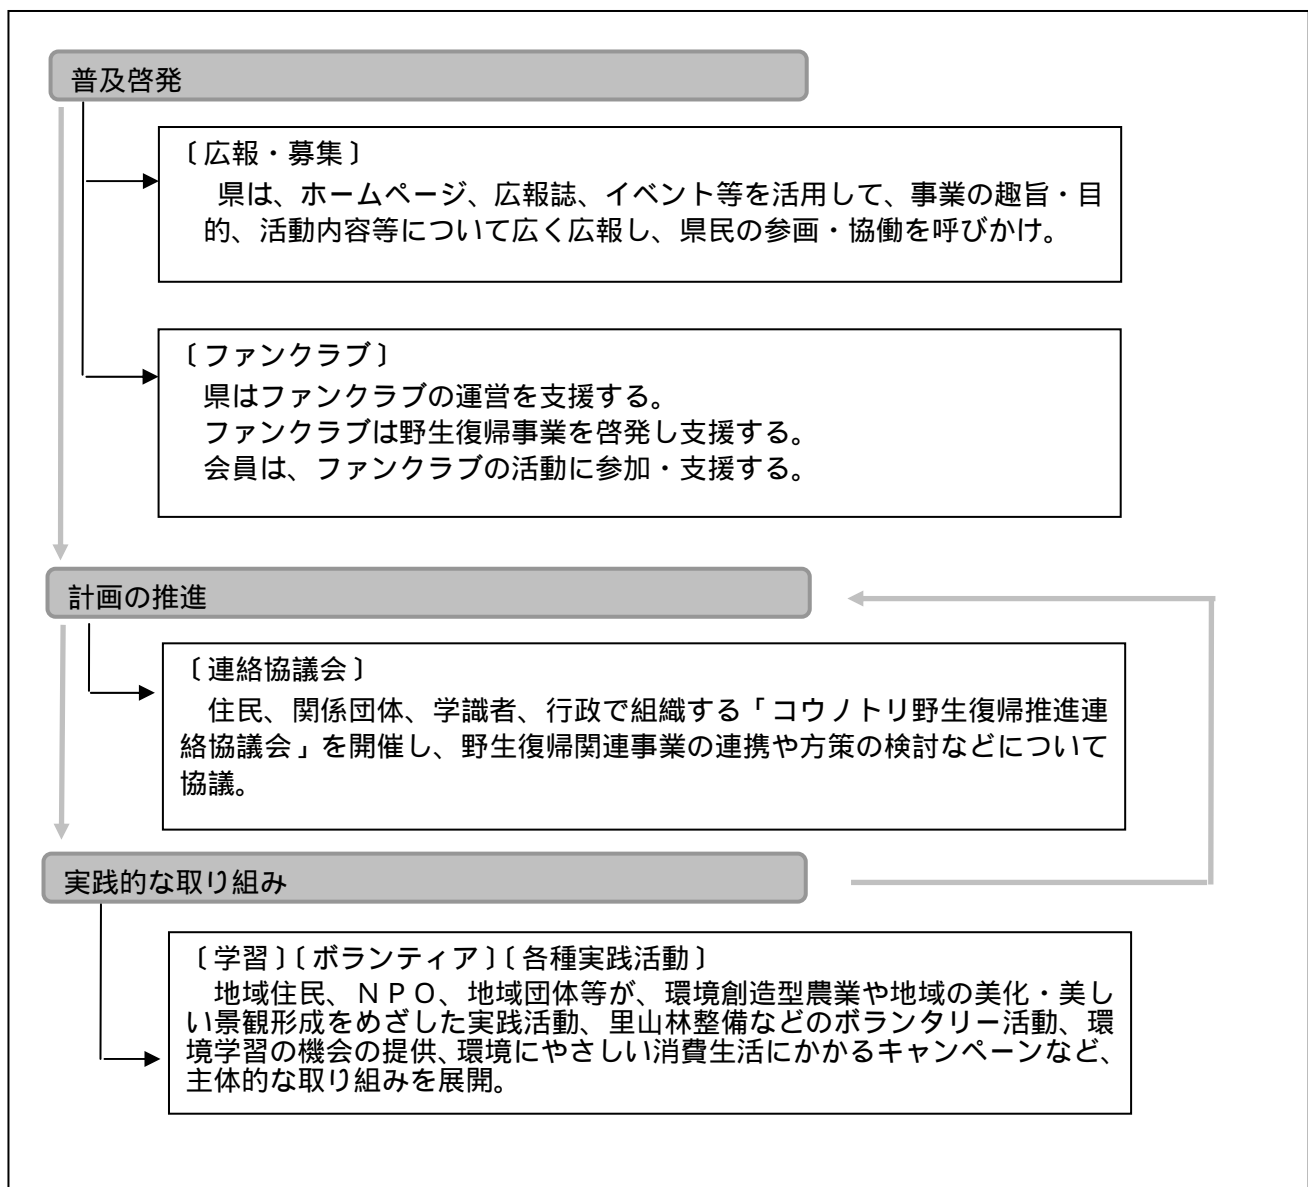 普及啓発
〔広報・募集〕
県は、ホームページ、広報誌、イベント等を活用して、事業の趣旨・目
的、活動内容等について広く広報し、県民の参画・協働を呼びかけ。
〔ファンクラブ〕
県はファンクラブの運営を支援する。
ファンクラブは野生復帰事業を啓発し支援する。
会員は、ファンクラブの活動に参加・支援する。
計画の推進
〔連絡協議会〕
住民、関係団体、学識者、行政で組織する「コウノトリ野生復帰推進連
絡協議会」を開催し、野生復帰関連事業の連携や方策の検討などについて
協議。
実践的な取り組み
〔学習〕〔ボランティア〕〔各種実践活動〕
地域住民、ＮＰＯ、地域団体等が、環境創造型農業や地域の美化・美し
い景観形成をめざした実践活動、里山林整備などのボランタリー活動、環
境学習の機会の提供、環境にやさしい消費生活にかかるキャンペーンなど、
主体的な取り組みを展開。